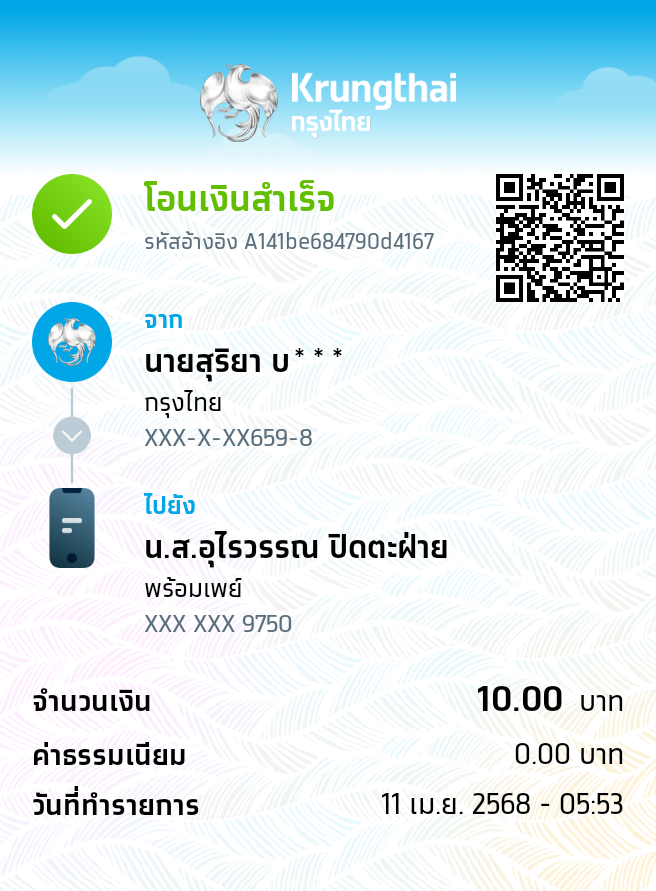 Krungthai
กรุงไทย
โอนเงินสำเร็จ
รหัสอ้างอิง A141be684790d4167
จาก
นายสุริยา บ* * *
กรุงไทย
XXX-X-XX659-8
ไปยัง
น.ส.อุไรวรรณ ปิดตะฝ่าย
พร้อมเพย์
XXX XXX 9750
จำนวนเงิน 10.00 บาท
ค่าธรรมเนียม 0.00 บาท
วันที่ทำรายการ 11 เม.ย. 2568 - 05:53